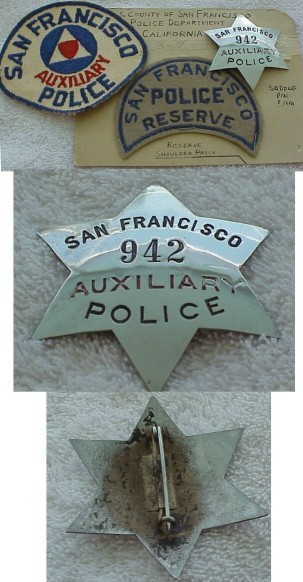 COUNTY OF SAN FRANCISCO
POLICE DEPARTMENT
CALIFORNIA
SAN FRANCISCO
AUXILIARY
POLICE
SAN FRANCISCO
942
AUXILIARY
POLICE
SAN FRANCISCO
POLICE
RESERVE
SADDLE
PIN
RESERVE
SHOULDER PATCH
SAN FRANCISCO
942
AUXILIARY
POLICE